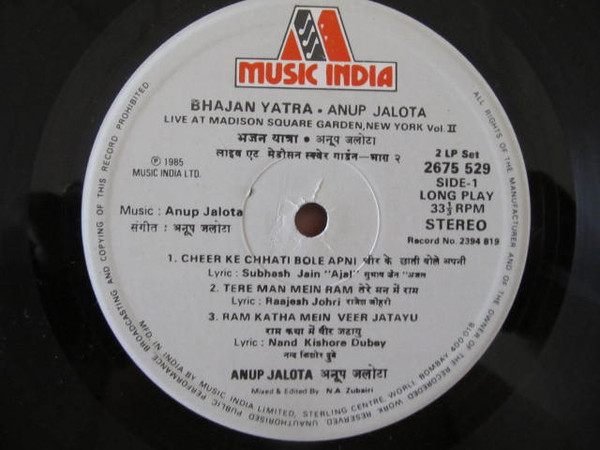 MUSIC INDIA
BHAJAN YATRA • ANUP JALOTA
LIVE AT MADISON SQUARE GARDEN, NEW YORK Vol. II
भजन यात्रा • अनूप जलोटा
लाइव एट मेडीसन स्क्वेर गार्डन—भाग २
℗ 1985
MUSIC INDIA LTD.
2 LP Set
2675 529
SIDE-1
LONG PLAY
33⅓ RPM
STEREO
Record No. 2394 819
Music : Anup Jalota
संगीत : अनूप जलोटा
1. CHEER KE CHHATI BOLE APNI चीर के छाती बोले अपनी
Lyric : Subhash Jain "Ajal" सुभाष जैन "अजल
2. TERE MAN MEIN RAM तेरे मन में राम
Lyric : Raajesh Johri राजेश जोहरी
3. RAM KATHA MEIN VEER JATAYU
राम कथा में वीर जटायु
Lyric : Nand Kishore Dubey
नन्द किशोर दुबे
ANUP JALOTA अनूप जलोटा
Mixed & Edited By : N.A. Zubairi
ALL RIGHTS OF THE MANUFACTURER AND OF THE OWNER OF THE RECORDED WORK RESERVED. UNAUTHORISED PUBLIC PERFORMANCE BROADCASTING AND COPYING OF THIS RECORD PROHIBITED.
MFD. IN INDIA BY MUSIC INDIA LIMITED, STERLING CENTRE, WORLI, BOMBAY 400 018